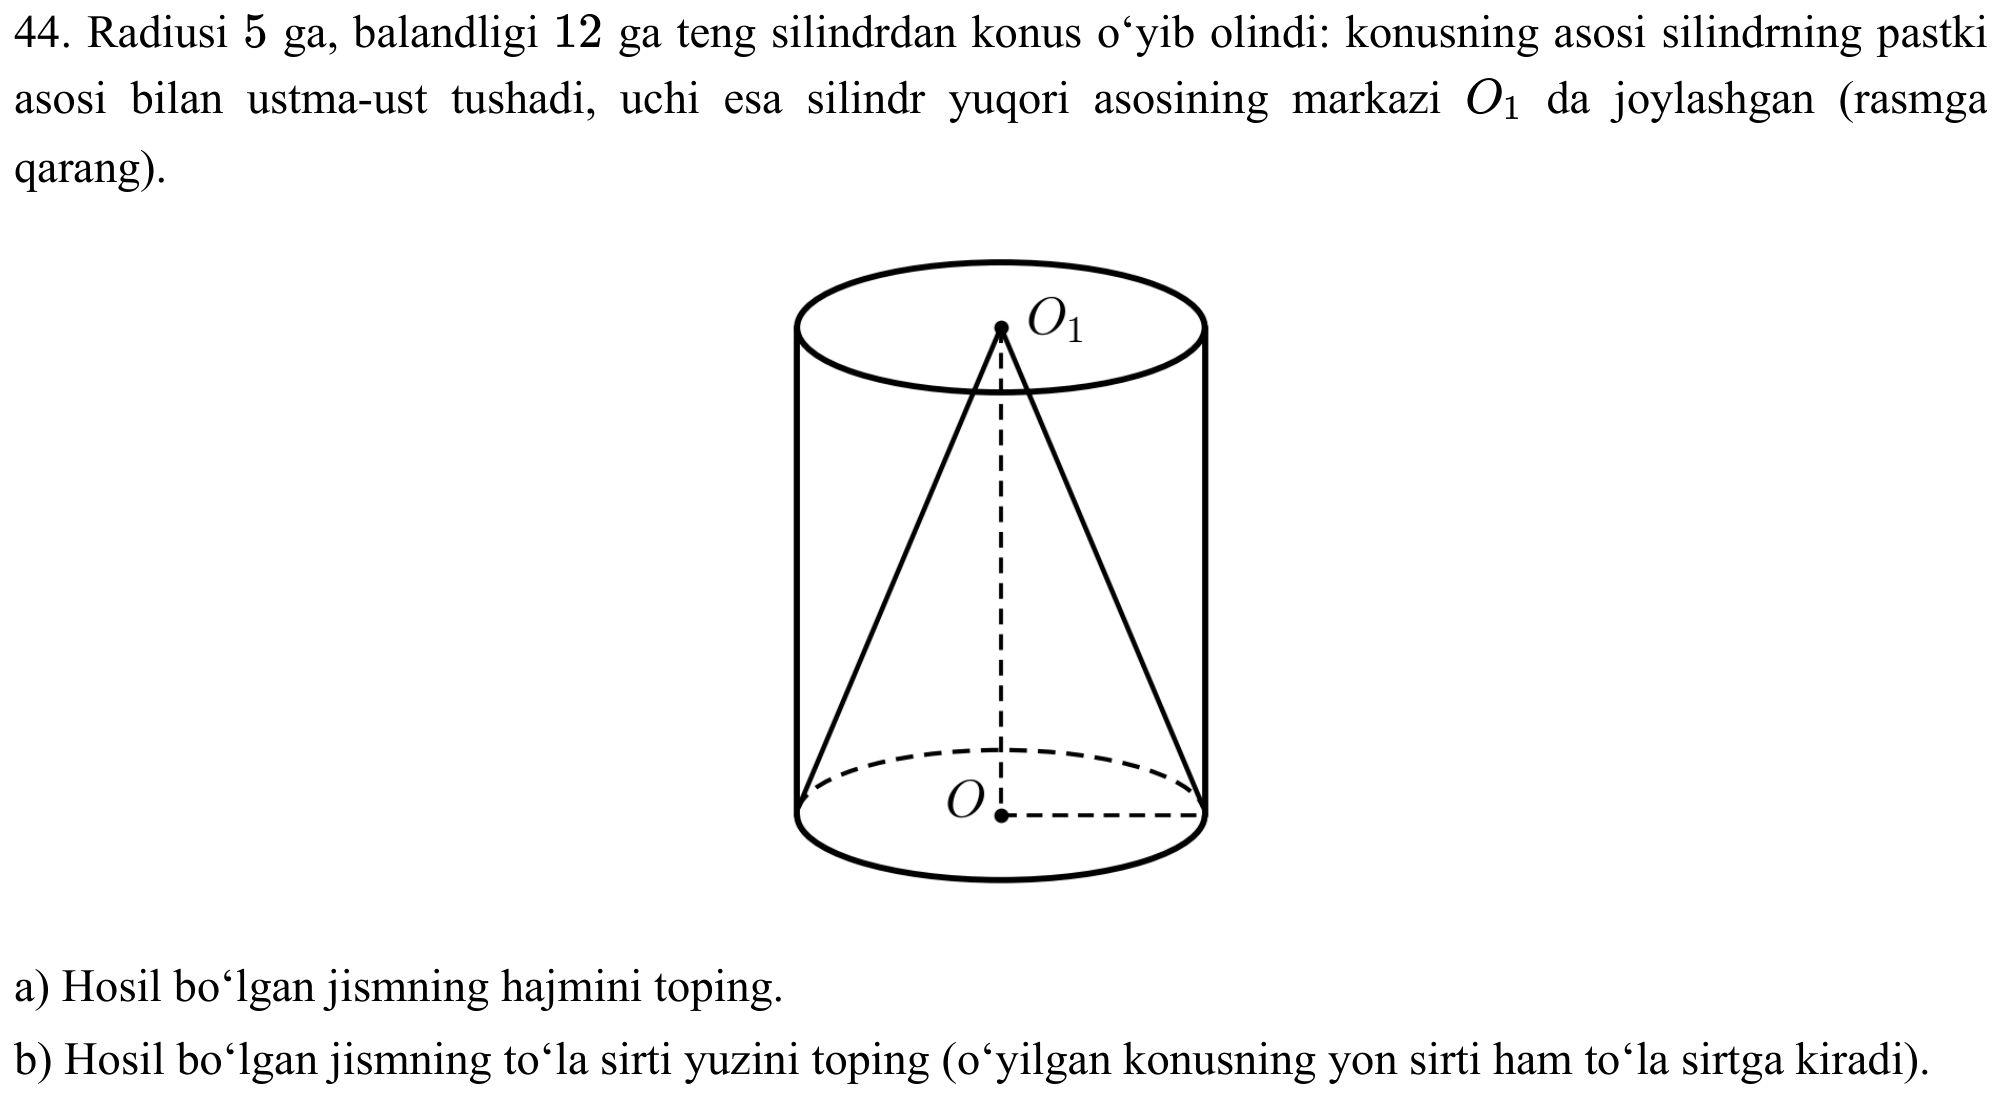 44. Radiusi 5 ga, balandligi 12 ga teng silindrdan konus o‘yib olindi: konusning asosi silindrning pastki
asosi bilan ustma-ust tushadi, uchi esa silindr yuqori asosining markazi O₁ da joylashgan (rasmga
qarang).
O₁
O
a) Hosil bo‘lgan jismning hajmini toping.
b) Hosil bo‘lgan jismning to‘la sirti yuzini toping (o‘yilgan konusning yon sirti ham to‘la sirtga kiradi).